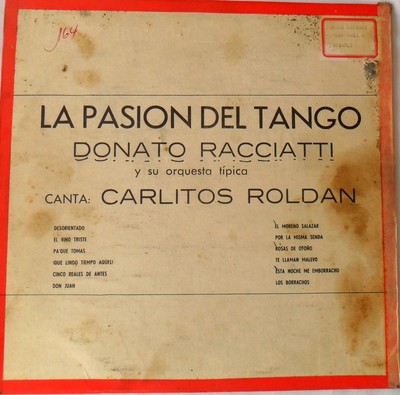 164
LA PASION DEL TANGO
DONATO RACCIATTI
y su orquesta típica
CANTA: CARLITOS ROLDAN
DESORIENTADO
EL VINO TRISTE
PA'QUE TOMAS
¡QUE LINDO TIEMPO AQUEL!
CINCO REALES DE ANTES
DON JUAN
EL MORENO SALAZAR
POR LA MISMA SENDA
ROSAS DE OTOÑO
TE LLAMAN MALEVO
ESTA NOCHE ME EMBORRACHO
LOS BORRACHOS